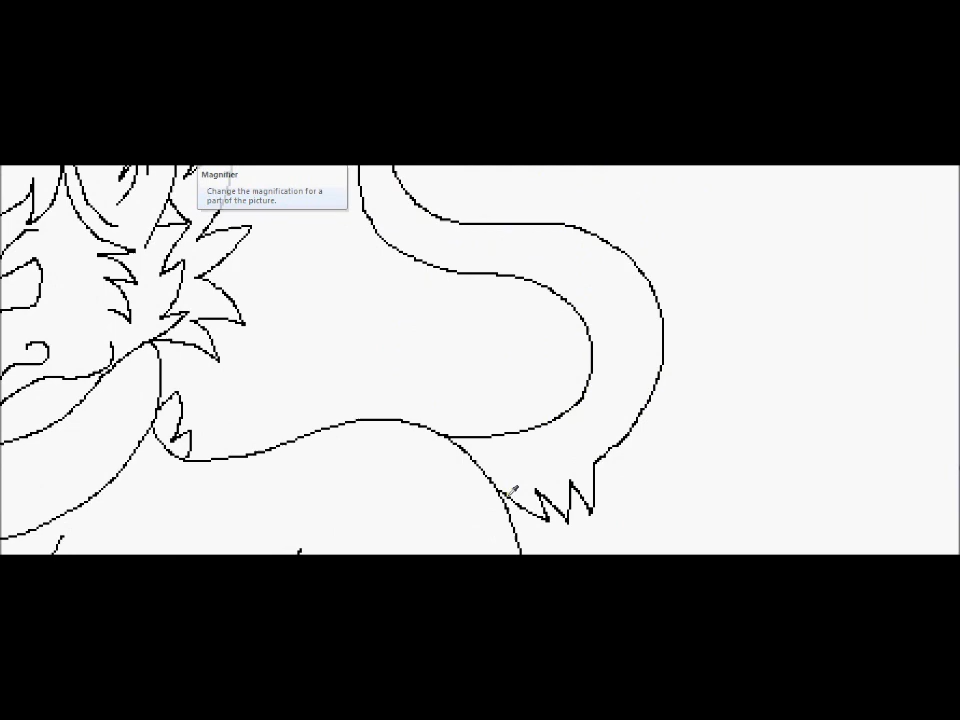 Magnifier
Change the magnification for a
part of the picture.